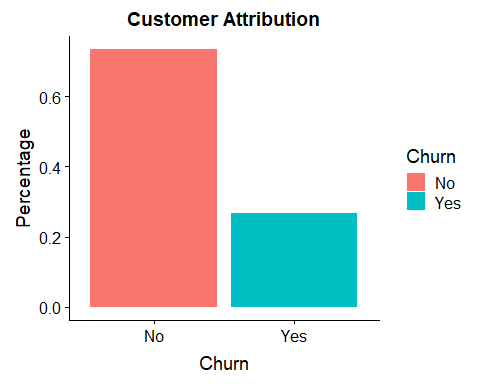 Customer Attribution
Percentage
0.6
0.4
0.2
0.0
No
Yes
Churn
Churn
No
Yes